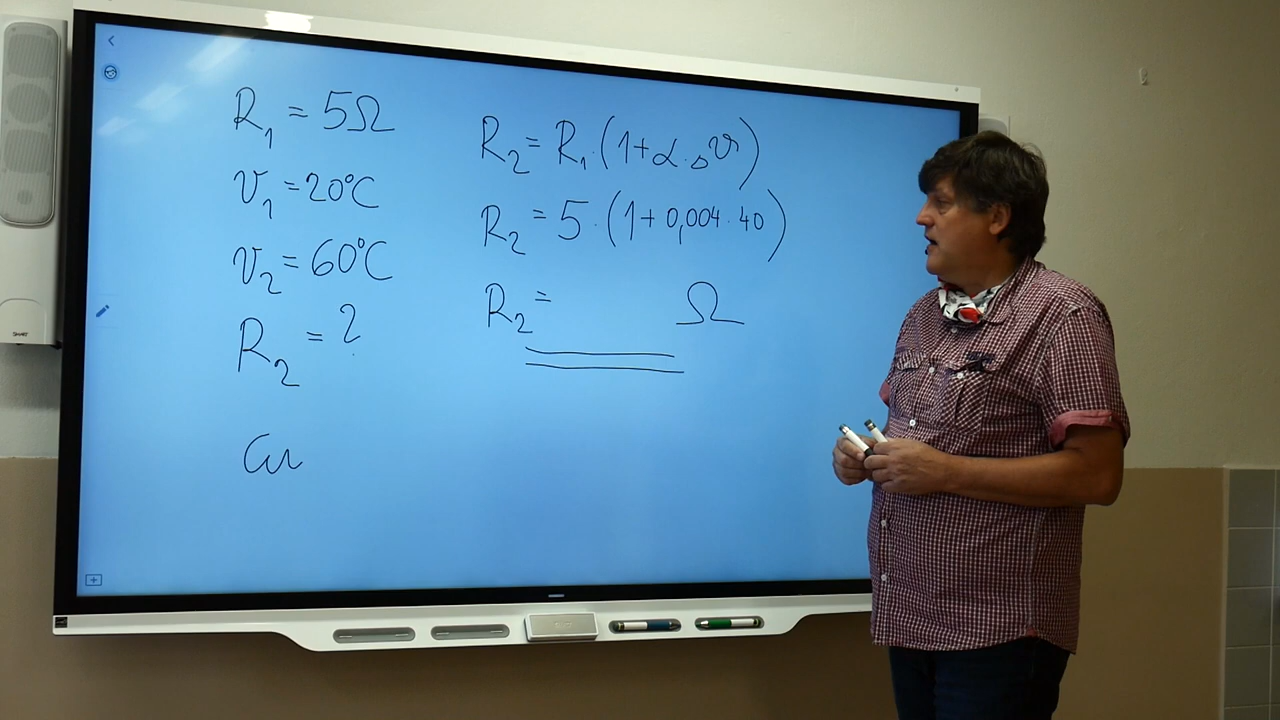 R₁ = 5Ω
ϑ₁ = 20°C
ϑ₂ = 60°C
R₂ = ?
Cu
R₂ = R₁·(1+α·Δϑ)
R₂ = 5·(1+0,004·40)
R₂ = Ω
SMART